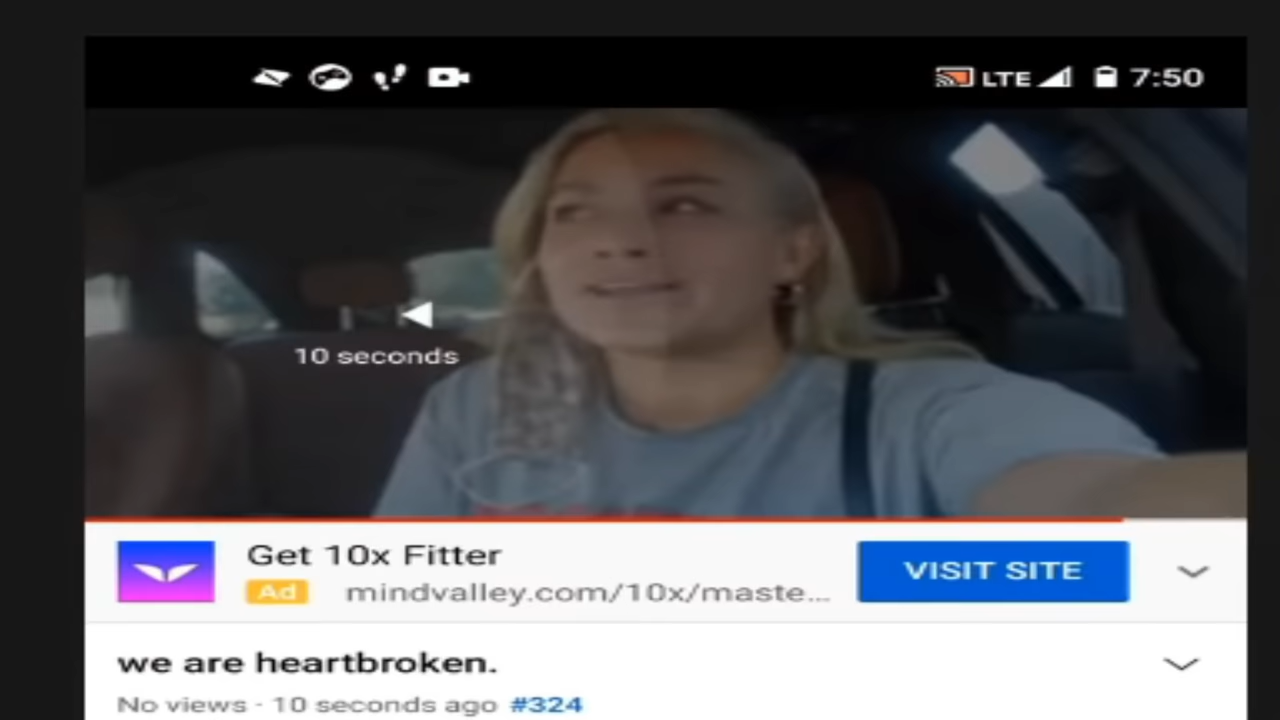 LTE 7:50
10 seconds
Get 10x Fitter
Ad mindvalley.com/10x/maste...
VISIT SITE
we are heartbroken.
No views · 10 seconds ago #324